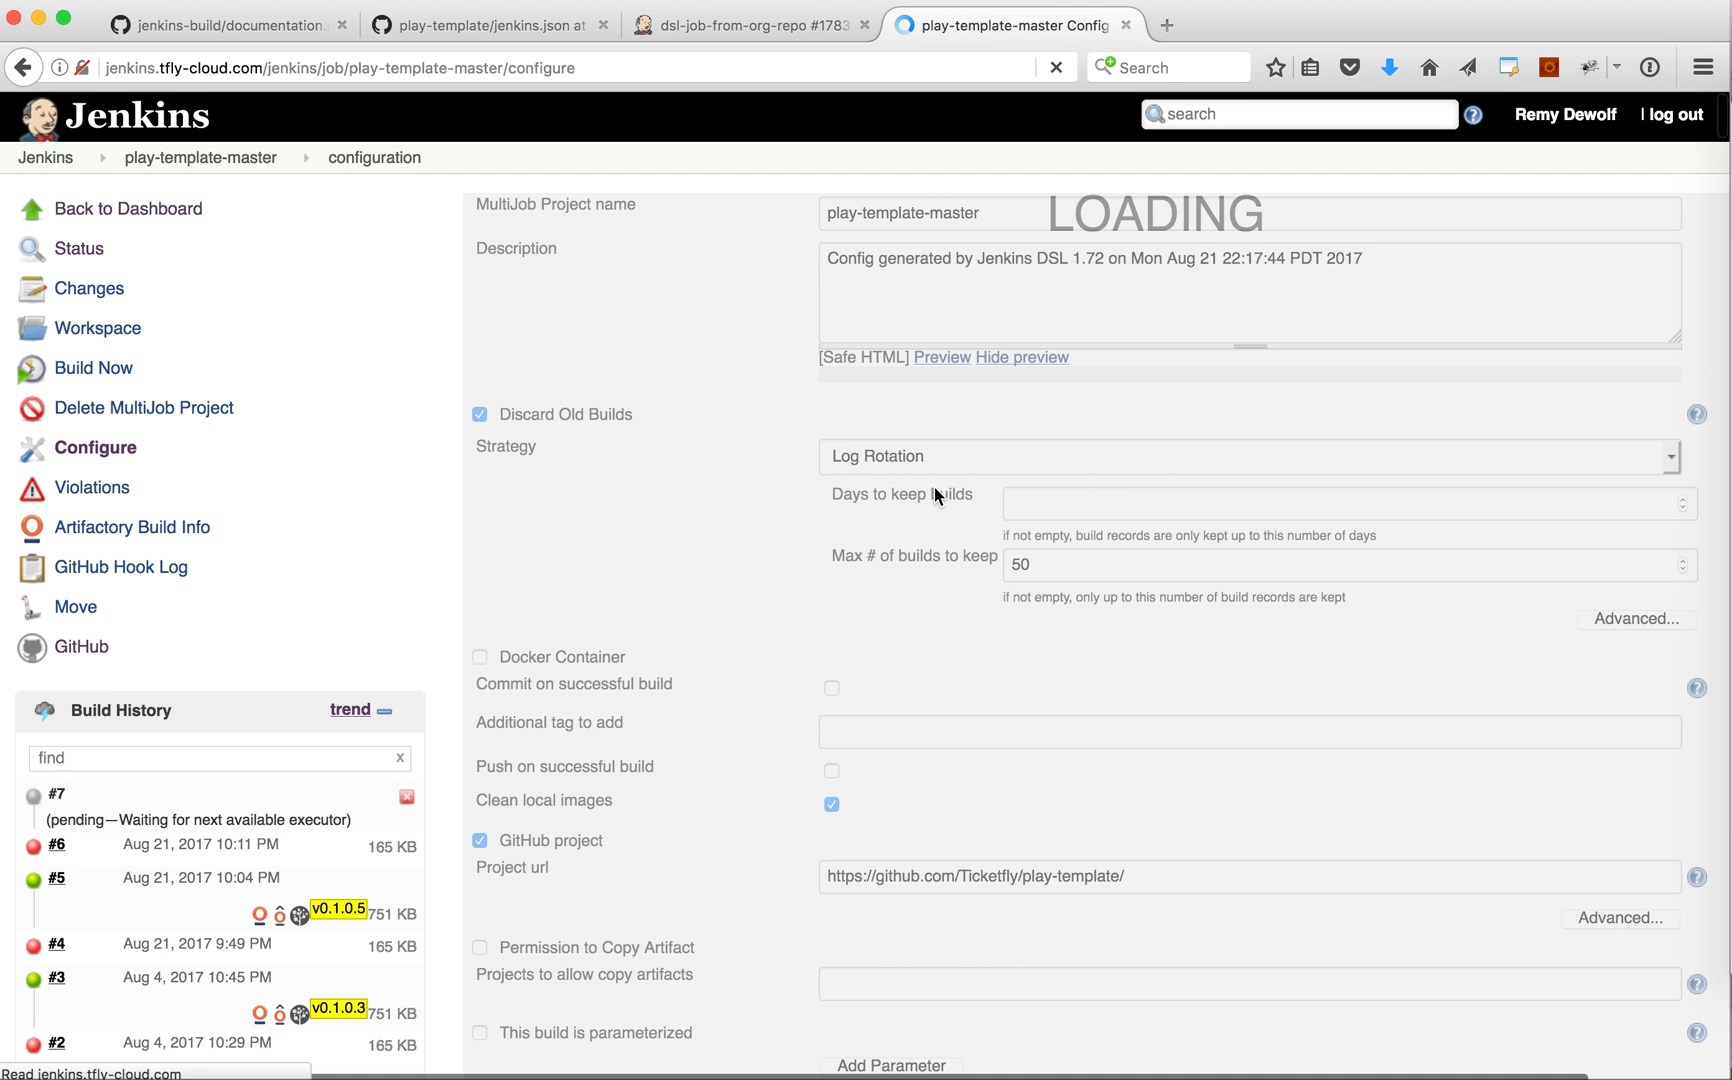 jenkins-build/documentation.
play-template/jenkins.json at
dsl-job-from-org-repo #1783
play-template-master Config
jenkins.tfly-cloud.com/jenkins/job/play-template-master/configure
Search
Jenkins
search
Remy Dewolf
| log out
Jenkins
play-template-master
configuration
Back to Dashboard
Status
Changes
Workspace
Build Now
Delete MultiJob Project
Configure
Violations
Artifactory Build Info
GitHub Hook Log
Move
GitHub
Build History
trend
find
x
#7
(pending—Waiting for next available executor)
#6 Aug 21, 2017 10:11 PM 165 KB
#5 Aug 21, 2017 10:04 PM
v0.1.0.5 751 KB
#4 Aug 21, 2017 9:49 PM 165 KB
#3 Aug 4, 2017 10:45 PM
v0.1.0.3 751 KB
#2 Aug 4, 2017 10:29 PM 165 KB
Read jenkins.tfly-cloud.com
LOADING
MultiJob Project name
play-template-master
Description
Config generated by Jenkins DSL 1.72 on Mon Aug 21 22:17:44 PDT 2017
[Safe HTML] Preview Hide preview
Discard Old Builds
Strategy
Log Rotation
Days to keep builds
if not empty, build records are only kept up to this number of days
Max # of builds to keep
50
if not empty, only up to this number of build records are kept
Advanced...
Docker Container
Commit on successful build
Additional tag to add
Push on successful build
Clean local images
GitHub project
Project url
https://github.com/Ticketfly/play-template/
Advanced...
Permission to Copy Artifact
Projects to allow copy artifacts
This build is parameterized
Add Parameter